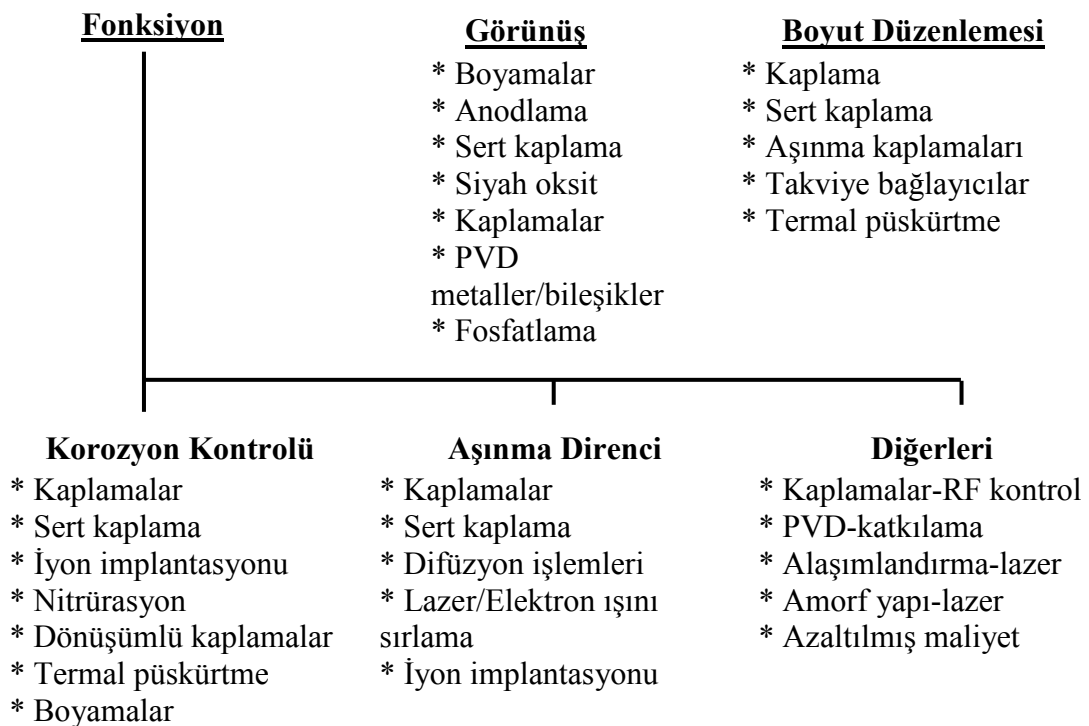 Fonksiyon
Görünüş
* Boyamalar
* Anodlama
* Sert kaplama
* Siyah oksit
* Kaplamalar
* PVD
metaller/bileşikler
* Fosfatlama
Boyut Düzenlemesi
* Kaplama
* Sert kaplama
* Aşınma kaplamaları
* Takviye bağlayıcılar
* Termal püskürtme
Korozyon Kontrolü
* Kaplamalar
* Sert kaplama
* İyon implantasyonu
* Nitrürasyon
* Dönüşümlü kaplamalar
* Termal püskürtme
* Boyamalar
Aşınma Direnci
* Kaplamalar
* Sert kaplama
* Difüzyon işlemleri
* Lazer/Elektron ışını
sırlama
* İyon implantasyonu
Diğerleri
* Kaplamalar-RF kontrol
* PVD-katkılama
* Alaşımlandırma-lazer
* Amorf yapı-lazer
* Azaltılmış maliyet